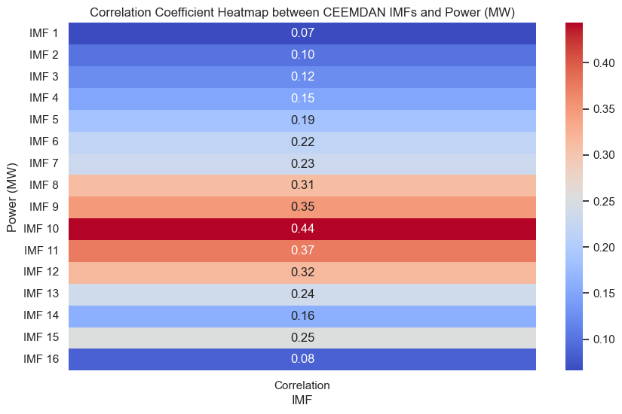 Correlation Coefficient Heatmap between CEEMDAN IMFs and Power (MW)
Power (MW)
IMF 1 0.07
IMF 2 0.10
IMF 3 0.12
IMF 4 0.15
IMF 5 0.19
IMF 6 0.22
IMF 7 0.23
IMF 8 0.31
IMF 9 0.35
IMF 10 0.44
IMF 11 0.37
IMF 12 0.32
IMF 13 0.24
IMF 14 0.16
IMF 15 0.25
IMF 16 0.08
Correlation
IMF
0.40
0.35
0.30
0.25
0.20
0.15
0.10